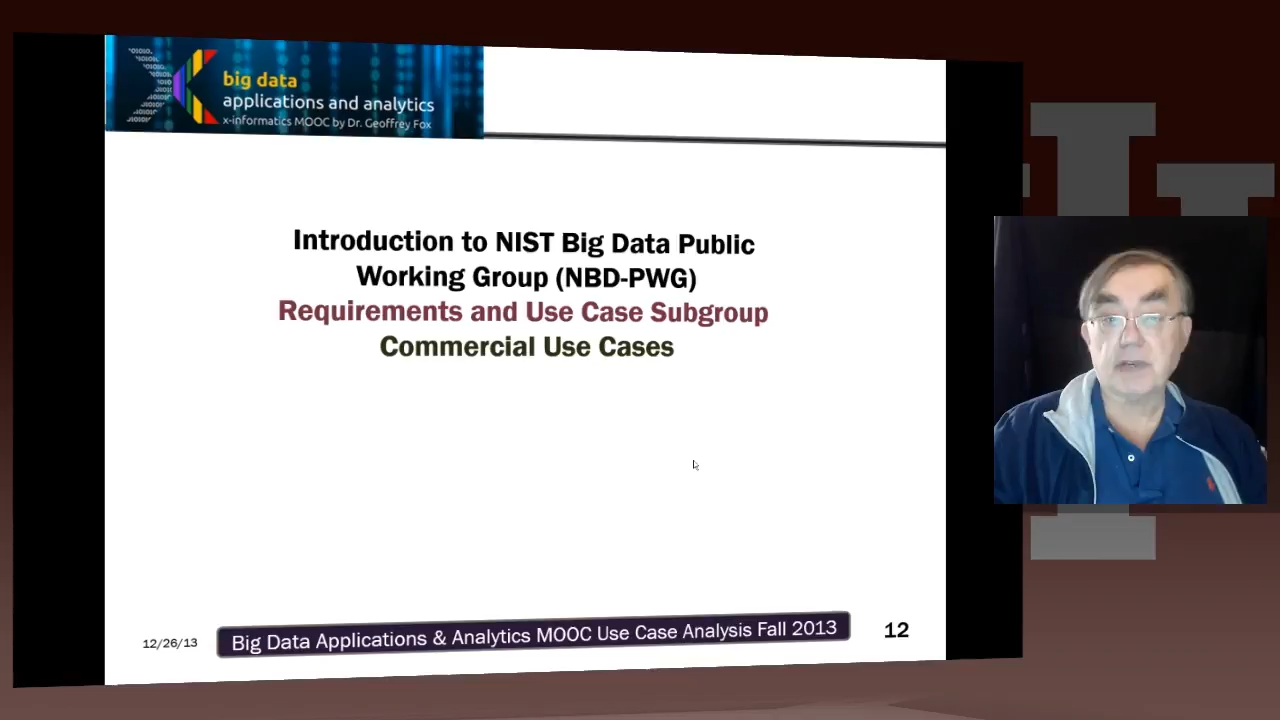 big data
applications and analytics
x-informatics MOOC by Dr. Geoffrey Fox
Introduction to NIST Big Data Public
Working Group (NBD-PWG)
Requirements and Use Case Subgroup
Commercial Use Cases
12/26/13
Big Data Applications & Analytics MOOC Use Case Analysis Fall 2013
12